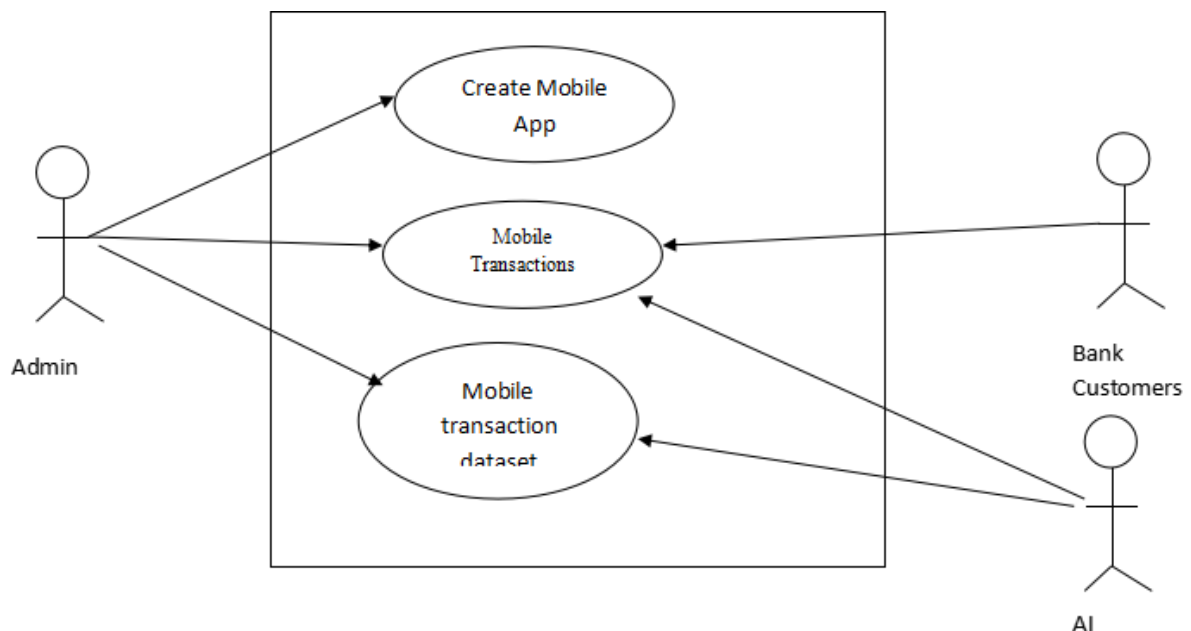 Create Mobile
App
Mobile
Transactions
Mobile
transaction
dataset
Admin
Bank
Customers
AI